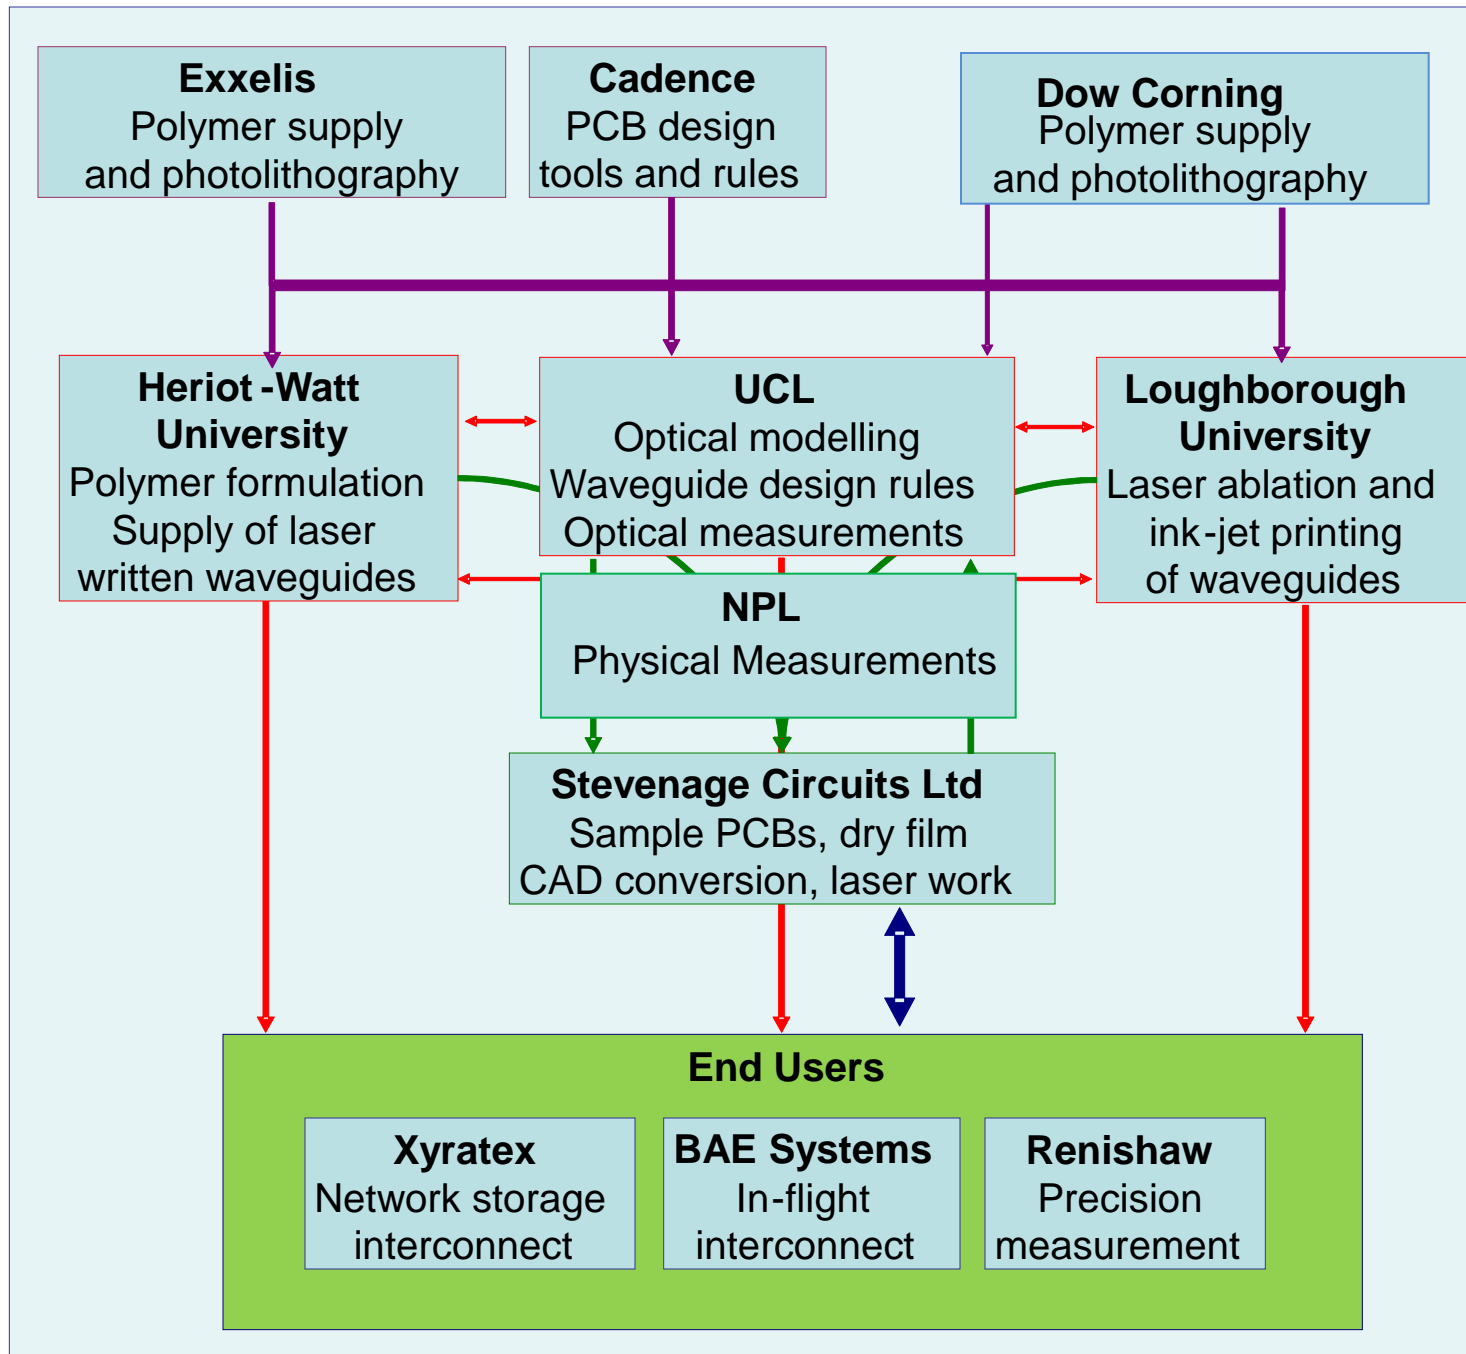 Exxelis
Polymer supply
and photolithography
Cadence
PCB design
tools and rules
Dow Corning
Polymer supply
and photolithography
Heriot-Watt
University
Polymer formulation
Supply of laser
written waveguides
UCL
Optical modelling
Waveguide design rules
Optical measurements
Loughborough
University
Laser ablation and
ink-jet printing
of waveguides
NPL
Physical Measurements
Stevenage Circuits Ltd
Sample PCBs, dry film
CAD conversion, laser work
End Users
Xyratex
Network storage
interconnect
BAE Systems
In-flight
interconnect
Renishaw
Precision
measurement